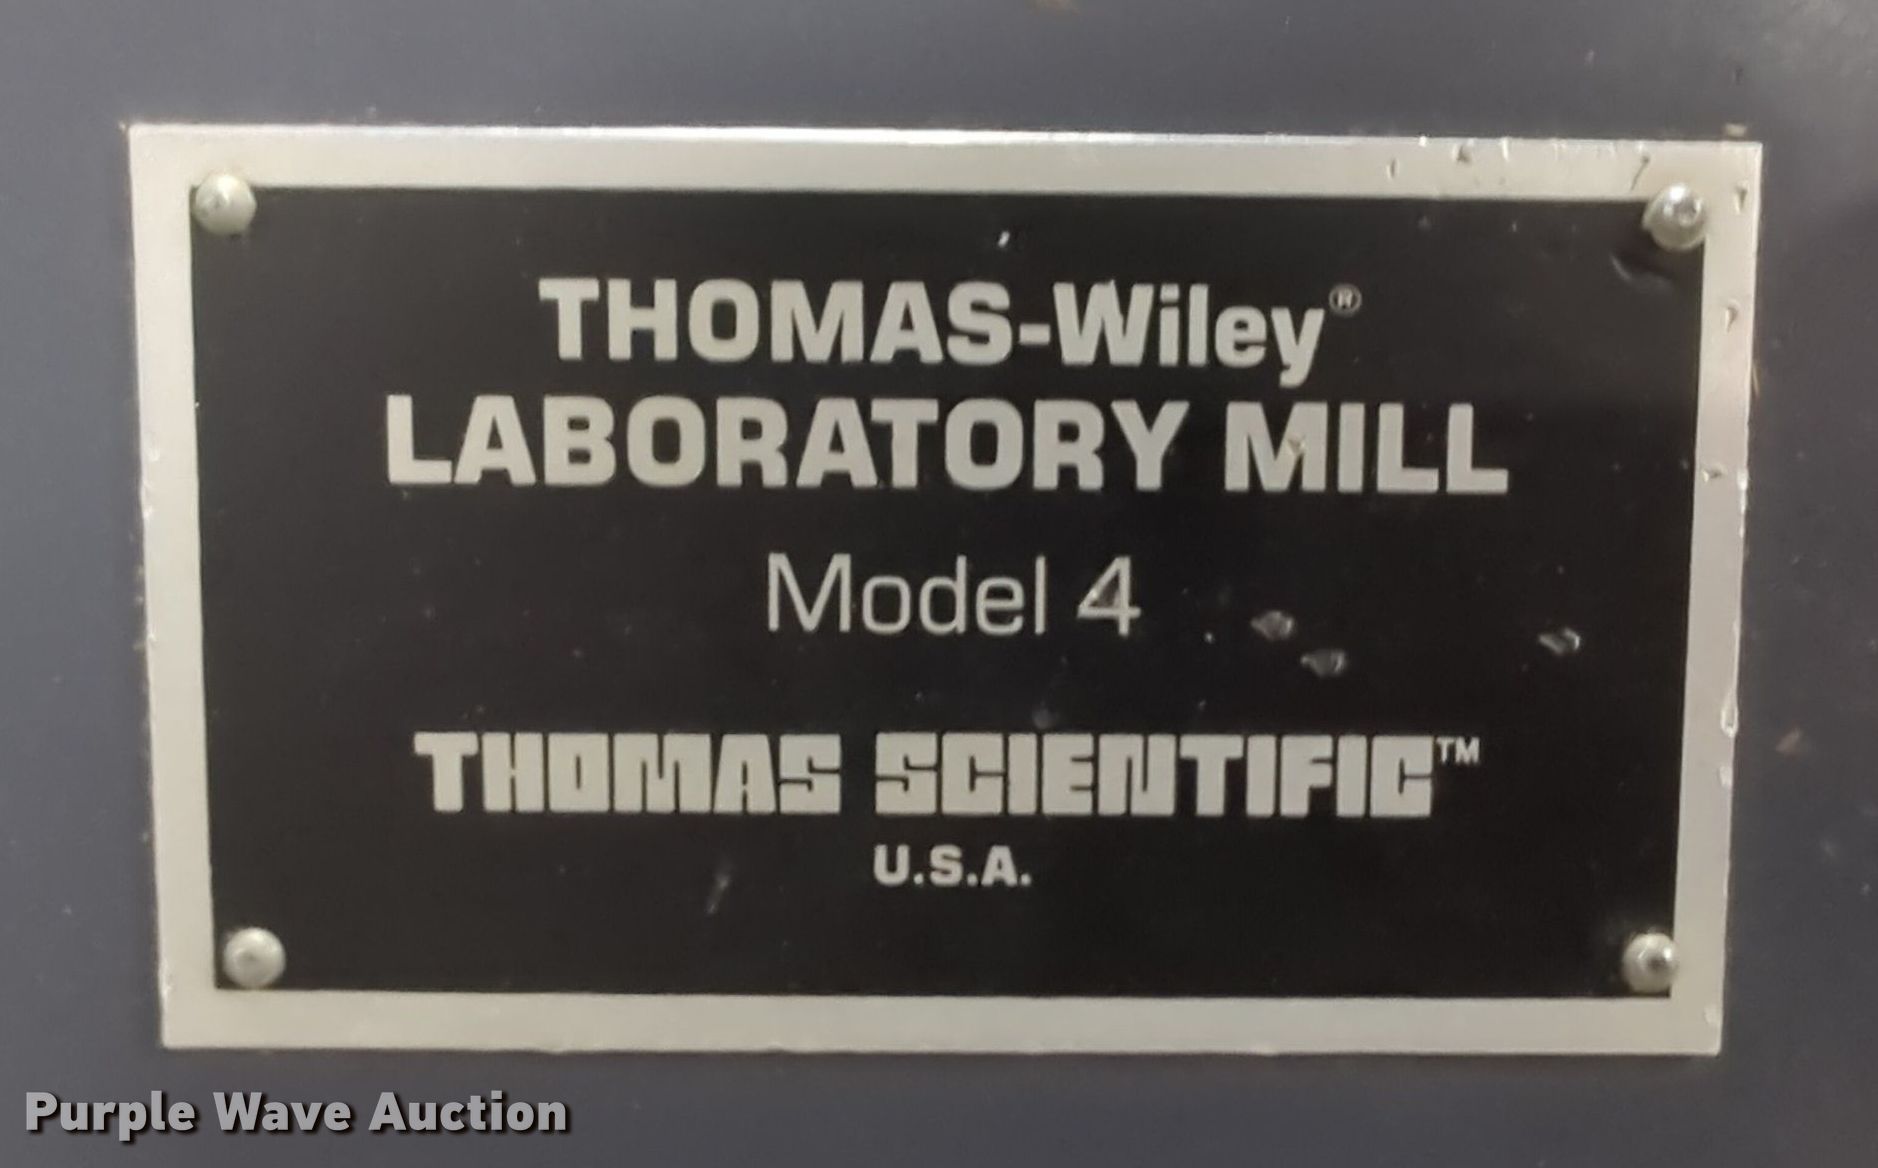 THOMAS-Wiley®
LABORATORY MILL
Model 4
THOMAS SCIENTIFIC™
U.S.A.
Purple Wave Auction